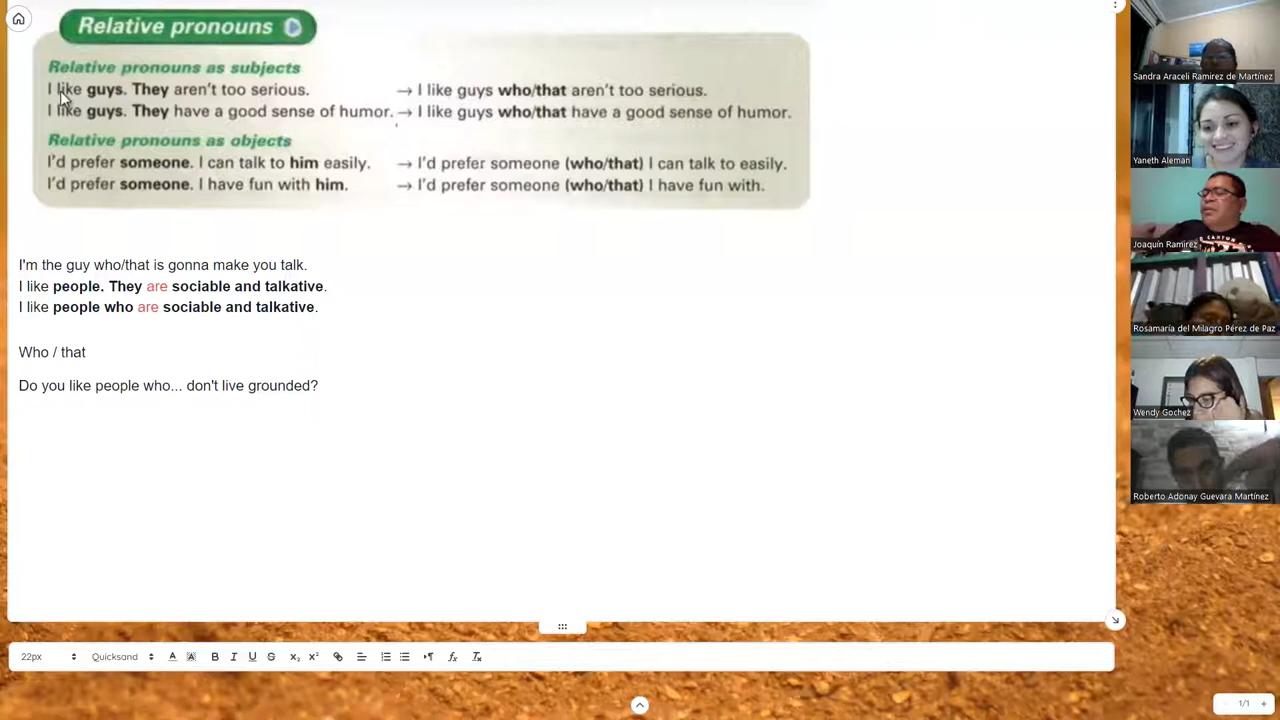 Relative pronouns
Relative pronouns as subjects
I like guys. They aren't too serious. → I like guys who/that aren't too serious.
I like guys. They have a good sense of humor. → I like guys who/that have a good sense of humor.
Relative pronouns as objects
I'd prefer someone. I can talk to him easily. → I'd prefer someone (who/that) I can talk to easily.
I'd prefer someone. I have fun with him. → I'd prefer someone (who/that) I have fun with.
I'm the guy who/that is gonna make you talk.
I like people. They are sociable and talkative.
I like people who are sociable and talkative.
Who / that
Do you like people who... don't live grounded?
Sandra Araceli Ramirez de Martínez
Yaneth Aleman
Joaquín Ramirez
Rosamaría del Milagro Pérez de Paz
Wendy Gochez
Roberto Adonay Guevara Martínez
22px
Quicksand
1/1